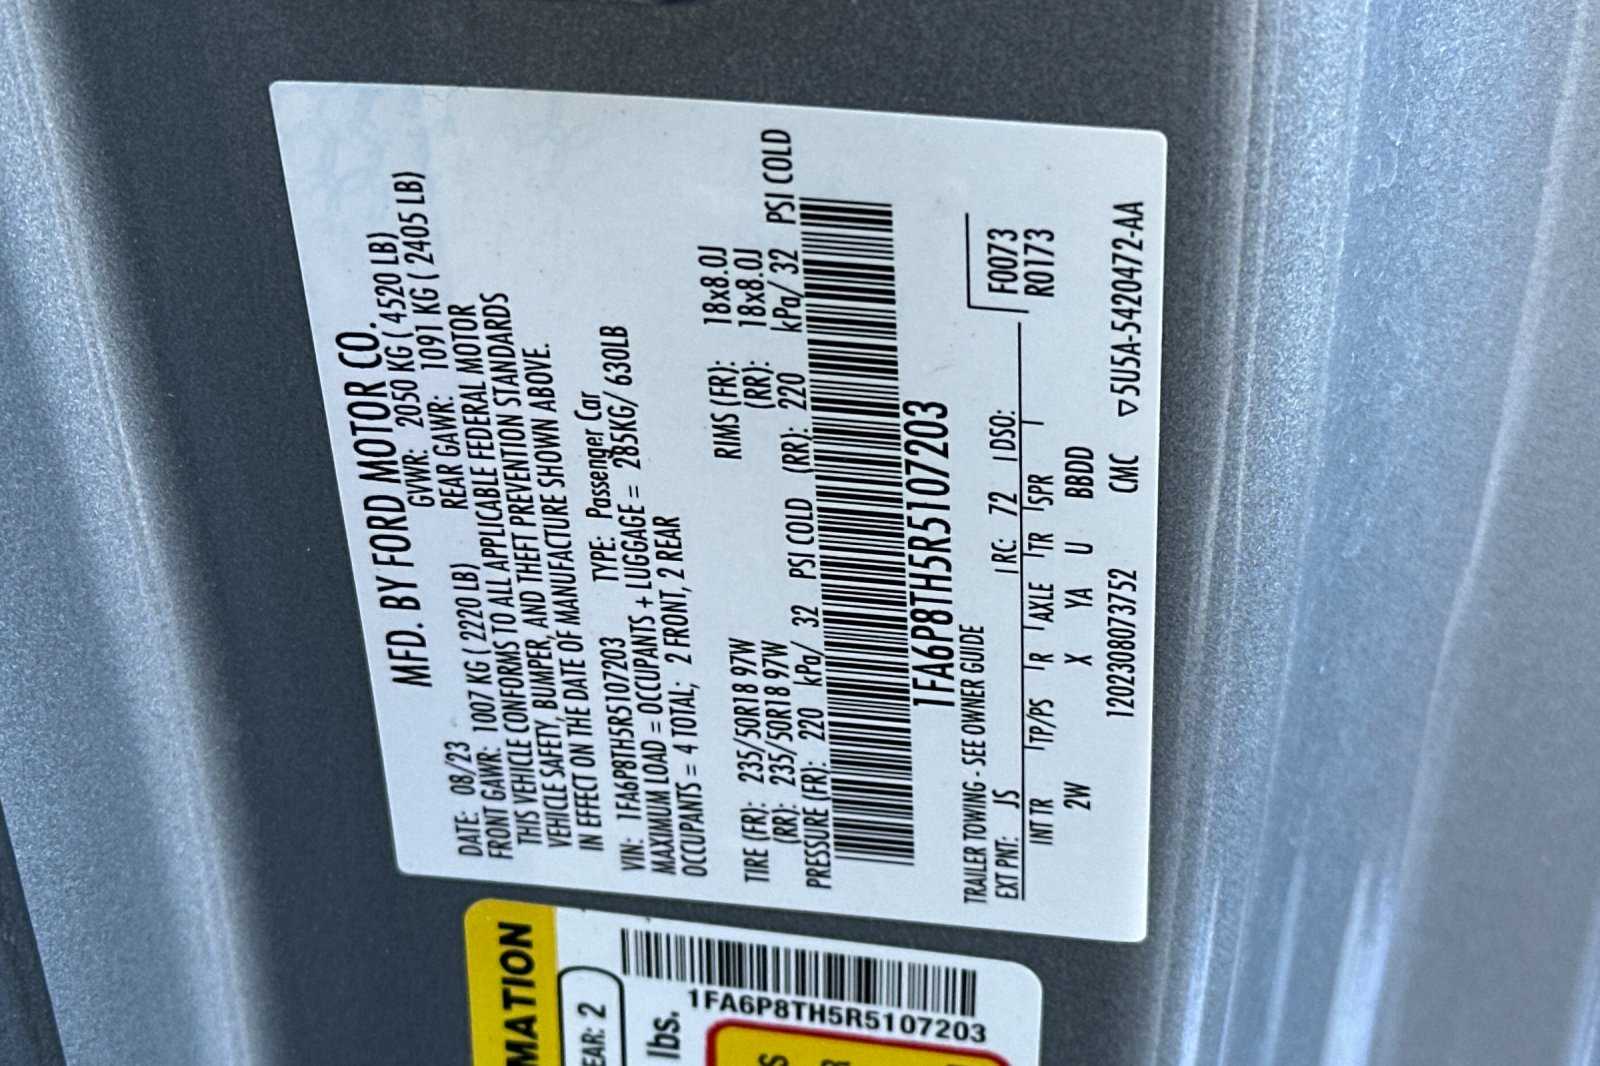 MFD. BY FORD MOTOR CO.
DATE: 08/23 GVWR: 2050 KG ( 4520 LB)
FRONT GAWR: 1007 KG ( 2220 LB) REAR GAWR: 1091 KG ( 2405 LB)
THIS VEHICLE CONFORMS TO ALL APPLICABLE FEDERAL MOTOR
VEHICLE SAFETY, BUMPER, AND THEFT PREVENTION STANDARDS
IN EFFECT ON THE DATE OF MANUFACTURE SHOWN ABOVE.
VIN: 1FA6P8TH5R5107203 TYPE: Passenger Car
MAXIMUM LOAD = OCCUPANTS + LUGGAGE = 285KG/ 630LB
OCCUPANTS = 4 TOTAL; 2 FRONT, 2 REAR
TIRE (FR): 235/50R18 97W RIMS (FR): 18x8.0J
(RR): 235/50R18 97W (RR): 18x8.0J
PRESSURE (FR): 220 kPa/ 32 PSI COLD (RR): 220 kPa/ 32 PSI COLD
1FA6P8TH5R5107203
TRAILER TOWING - SEE OWNER GUIDE
F0073
EXT PNT: JS RC: 72 DSO: R0173
INT TR TP/PS R AXLE TR SPR
2W X YA U BBDD
1202308073752 CMC ▽5U5A-5420472-AA
MATION
EAR: 2
lbs.
1FA6P8TH5R5107203